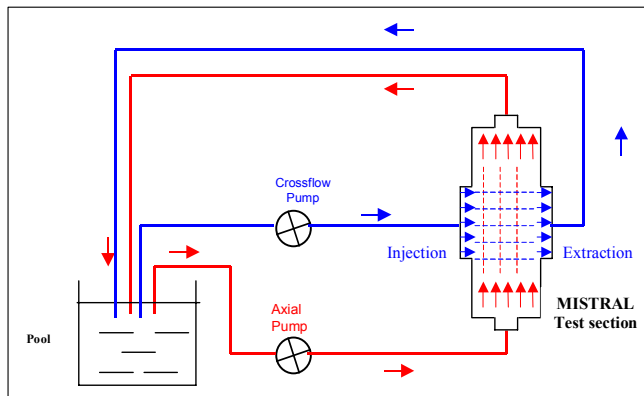 Crossflow
Pump
Injection
Extraction
Axial
Pump
MISTRAL
Test section
Pool